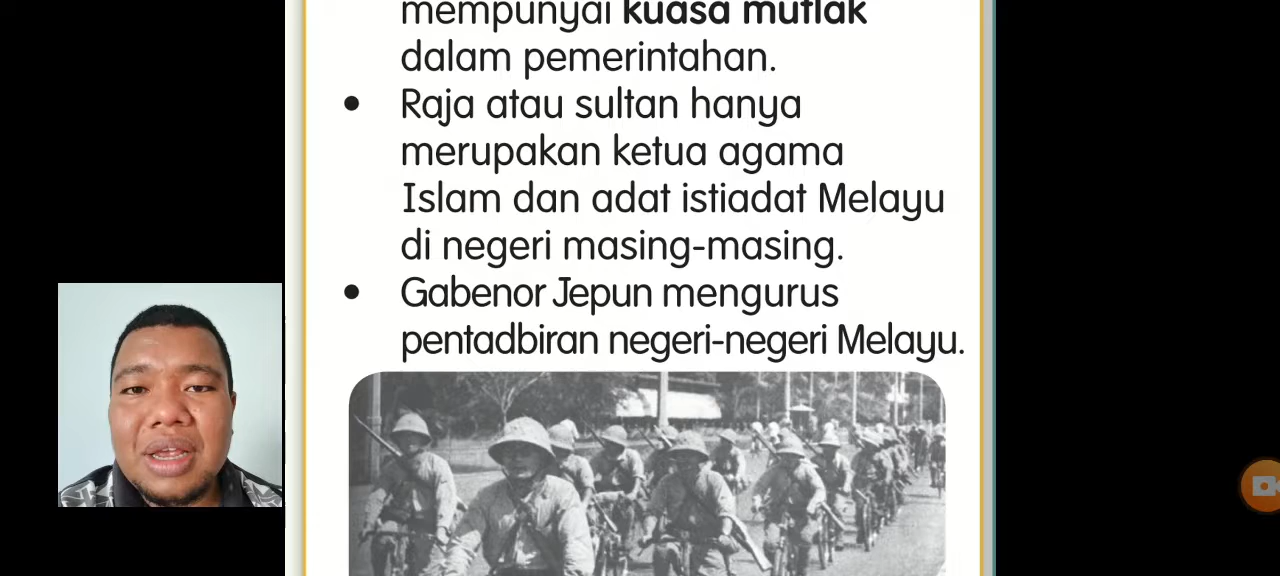 mempunyai kuasa mutlak
dalam pemerintahan.
• Raja atau sultan hanya
merupakan ketua agama
Islam dan adat istiadat Melayu
di negeri masing-masing.
• Gabenor Jepun mengurus
pentadbiran negeri-negeri Melayu.